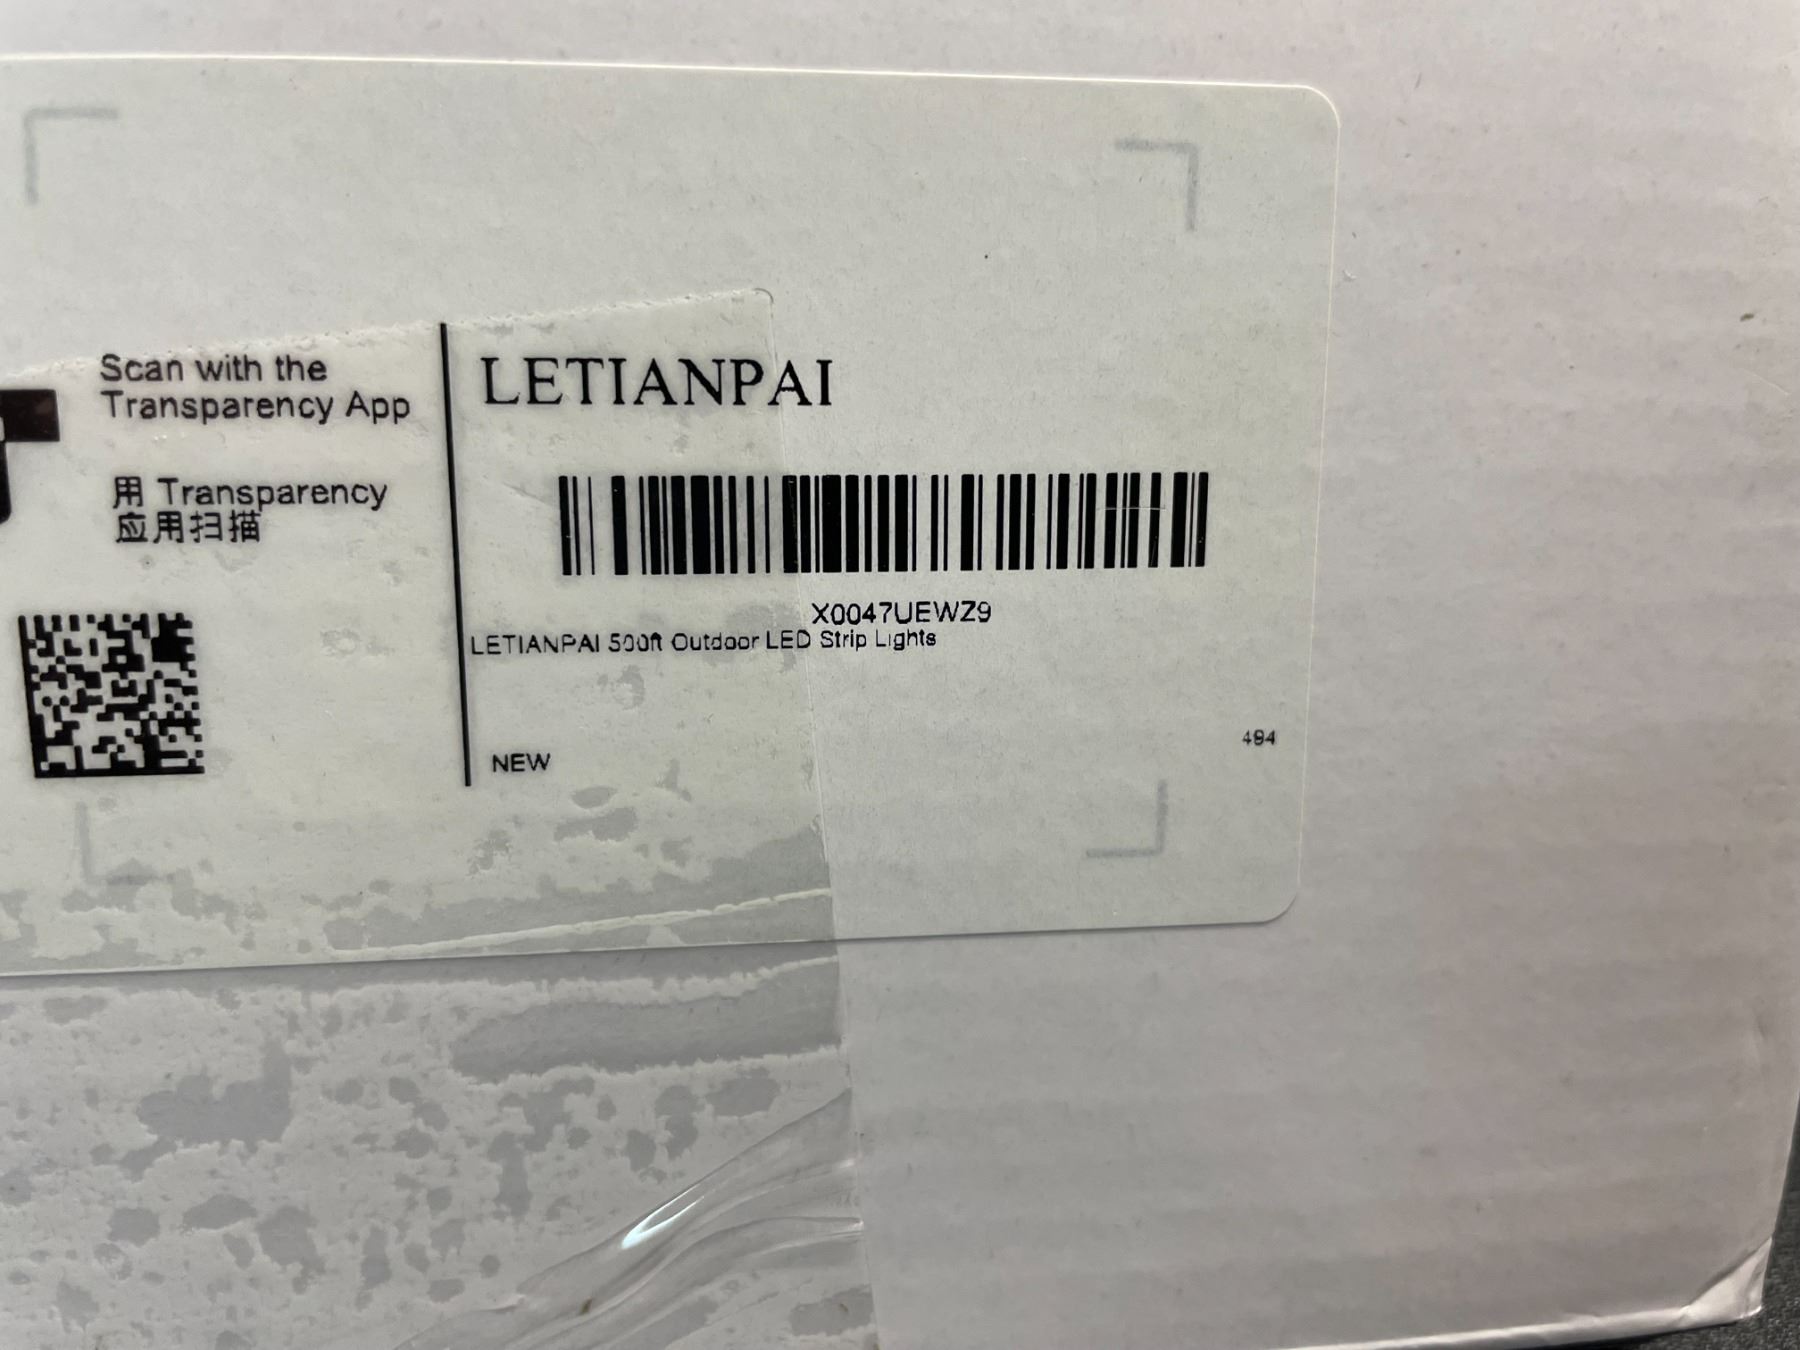 Scan with the
Transparency App
用 Transparency
应用扫描
LETIANPAI
X0047UEWZ9
LETIANPAI 500ft Outdoor LED Strip Lights
NEW
494